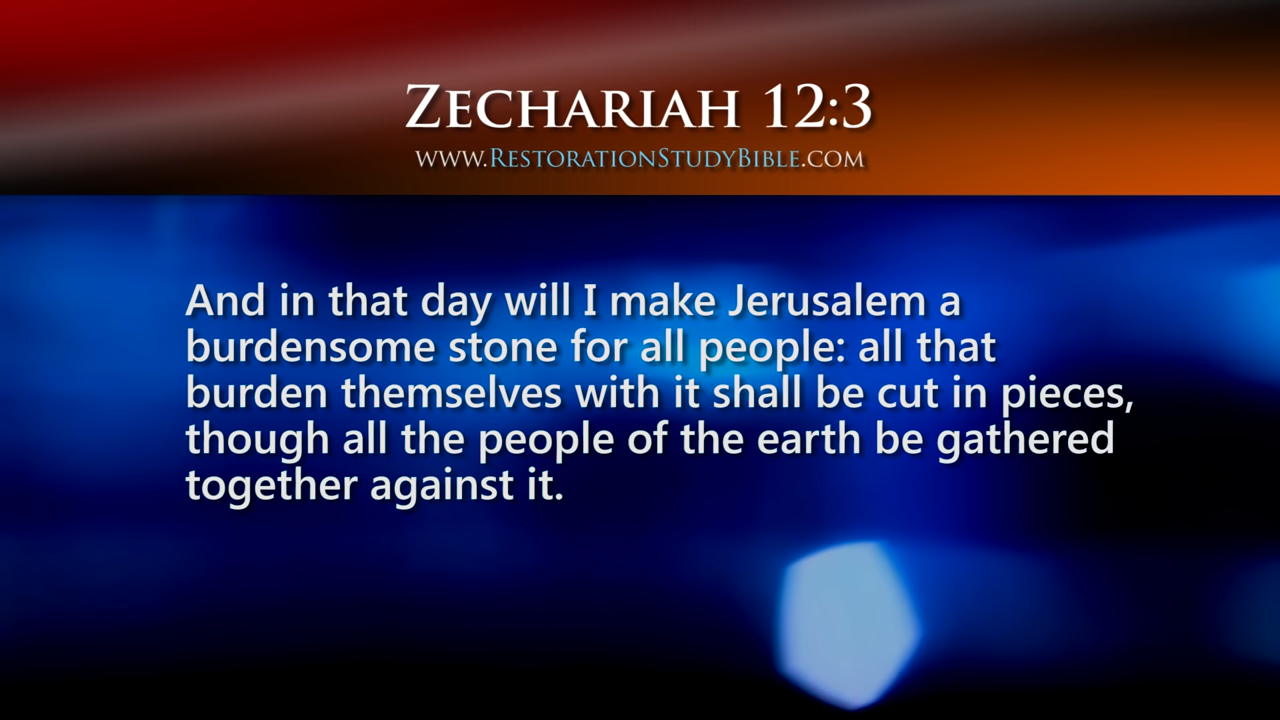 Zechariah 12:3
www.RestorationStudyBible.com
And in that day will I make Jerusalem a
burdensome stone for all people: all that
burden themselves with it shall be cut in pieces,
though all the people of the earth be gathered
together against it.